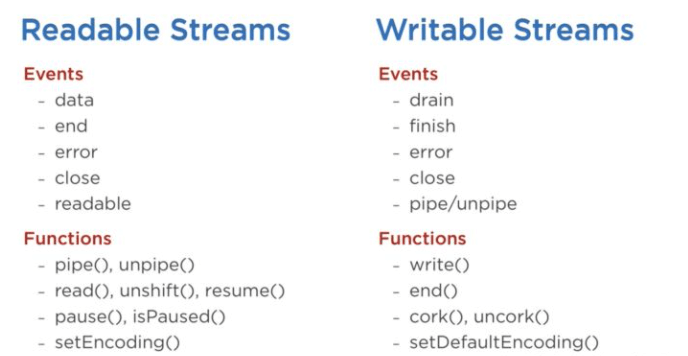 Readable Streams
Events
- data
- end
- error
- close
- readable
Functions
- pipe(), unpipe()
- read(), unshift(), resume()
- pause(), isPaused()
- setEncoding()
Writable Streams
Events
- drain
- finish
- error
- close
- pipe/unpipe
Functions
- write()
- end()
- cork(), uncork()
- setDefaultEncoding()